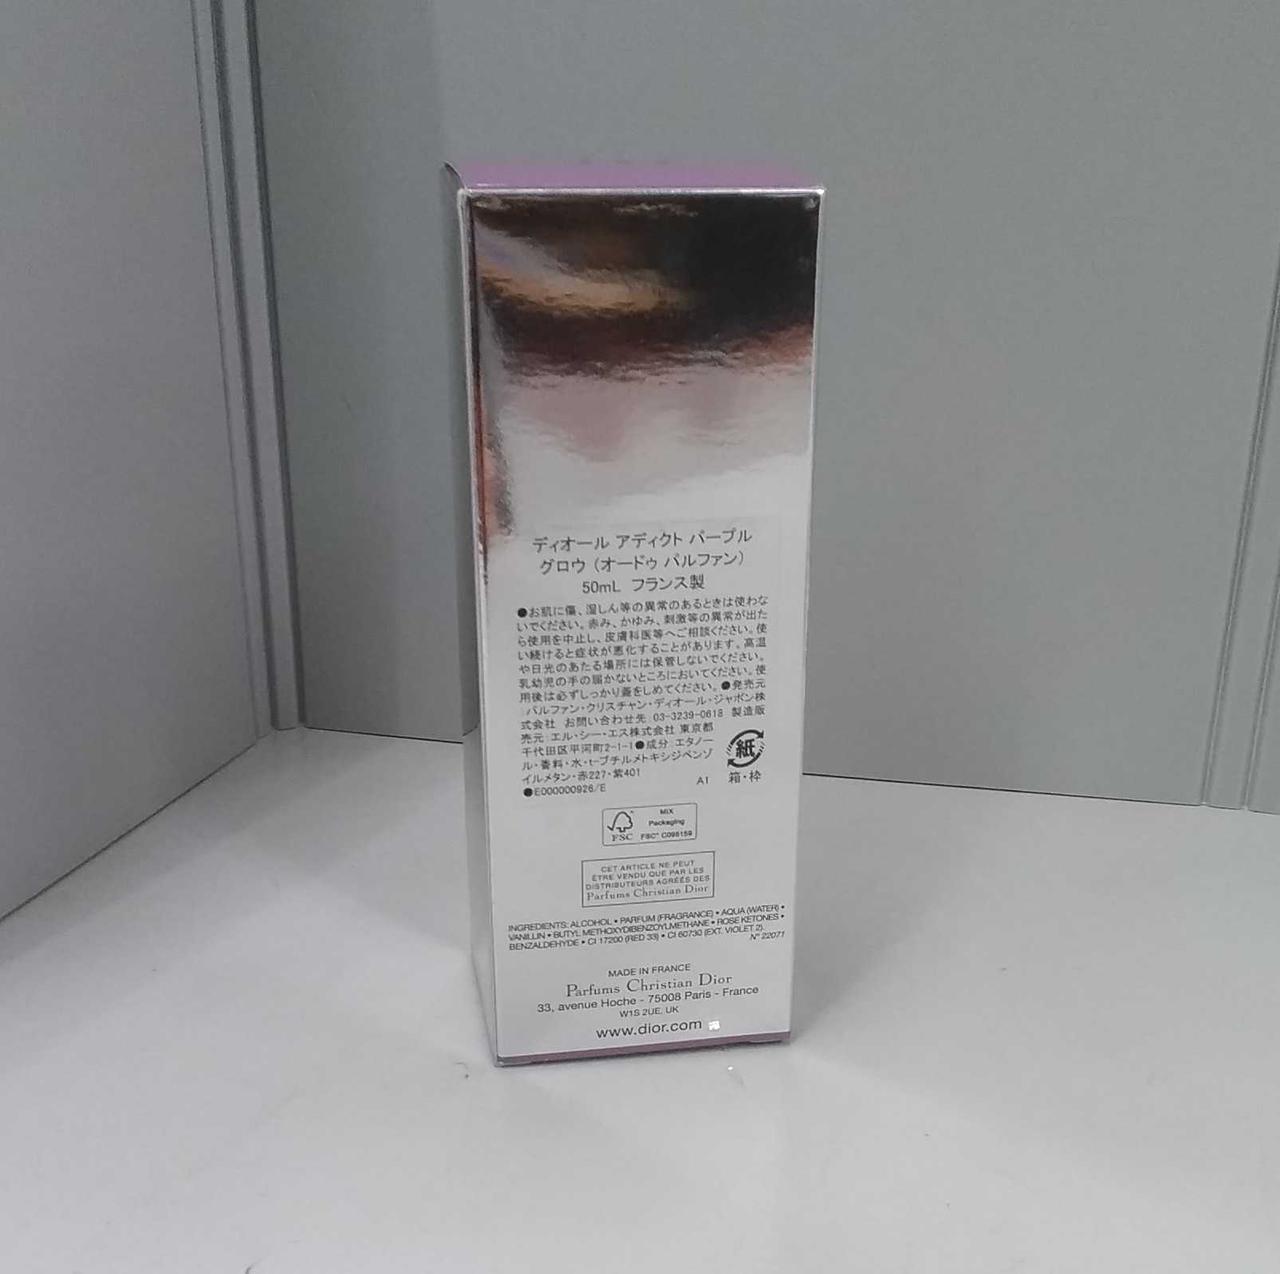 ディオール アディクト パープル
グロウ (オードゥ パルファン)
50mL フランス製
●お肌に傷、湿しん等の異常のあるときは使わな
いでください。赤み、かゆみ、刺激等の異常が出た
ら使用を中止し、皮膚科医等へご相談ください。使
い続けると症状が悪化することがあります。高温
や日光のあたる場所には保管しないでください。
乳幼児の手の届かないところにおいてください。使
用後は必ずしっかり蓋をしめてください。●発売元
:パルファン・クリスチャン・ディオール・ジャポン株
式会社 お問い合わせ先:03-3239-0618 製造販
売元:エル・シー・エス株式会社 東京都
千代田区平河町2-1-1●成分:エタノー
ル・香料・水・t-ブチルメトキシジベンゾ
イルメタン・赤227・紫401
●E000000926/E
A1
紙
箱・枠
FSC
MIX
Packaging
FSC® C095159
CET ARTICLE NE PEUT
ÊTRE VENDU QUE PAR LES
DISTRIBUTEURS AGRÉÉS DES
Parfums Christian Dior
INGREDIENTS: ALCOHOL • PARFUM (FRAGRANCE) • AQUA (WATER) •
VANILLIN • BUTYL METHOXYDIBENZOYLMETHANE • ROSE KETONES •
BENZALDEHYDE • CI 17200 (RED 33) • CI 60730 (EXT. VIOLET 2).
N° 22071
MADE IN FRANCE
Parfums Christian Dior
33, avenue Hoche - 75008 Paris - France
W1S 2UE, UK
www.dior.com